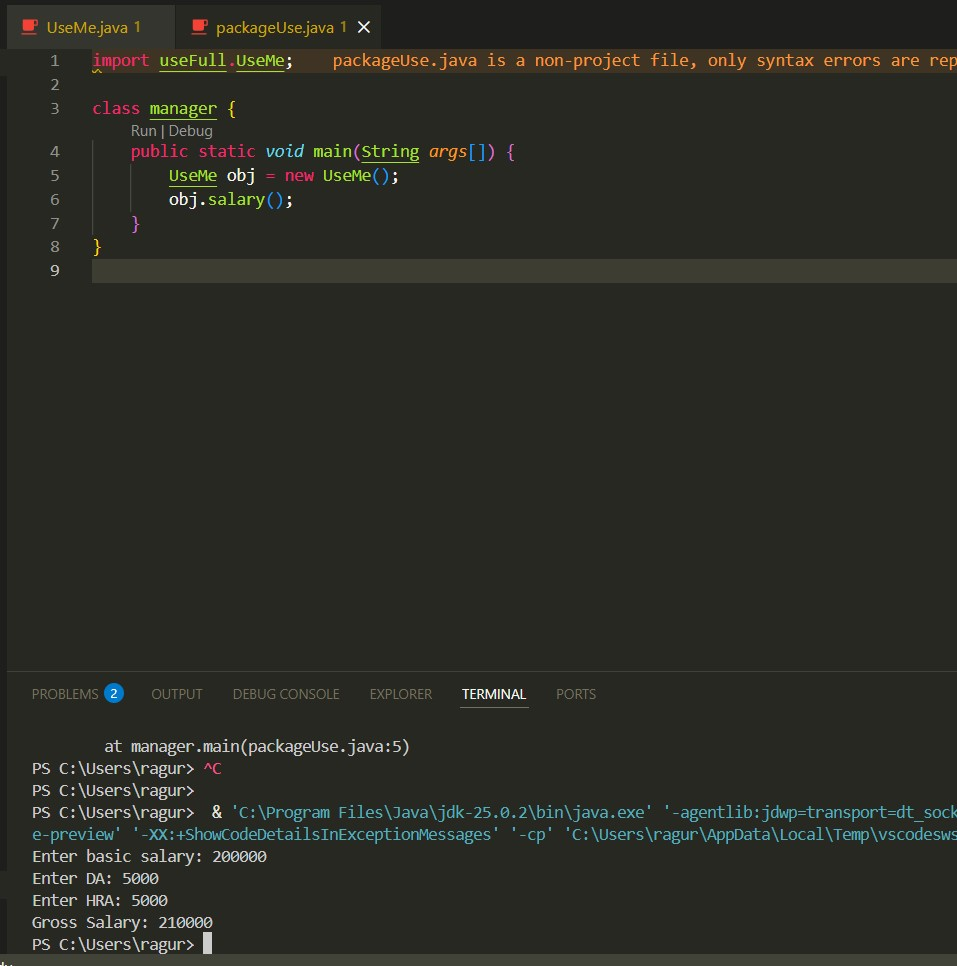 UseMe.java 1 packageUse.java 1
1 import useFull.UseMe; packageUse.java is a non-project file, only syntax errors are rep
2
3 class manager {
Run | Debug
4 public static void main(String args[]) {
5 UseMe obj = new UseMe();
6 obj.salary();
7 }
8 }
9
PROBLEMS 2 OUTPUT DEBUG CONSOLE EXPLORER TERMINAL PORTS
at manager.main(packageUse.java:5)
PS C:\Users\ragur> ^C
PS C:\Users\ragur>
PS C:\Users\ragur> & 'C:\Program Files\Java\jdk-25.0.2\bin\java.exe' '-agentlib:jdwp=transport=dt_sock
e-preview' '-XX:+ShowCodeDetailsInExceptionMessages' '-cp' 'C:\Users\ragur\AppData\Local\Temp\vscodesws
Enter basic salary: 200000
Enter DA: 5000
Enter HRA: 5000
Gross Salary: 210000
PS C:\Users\ragur>